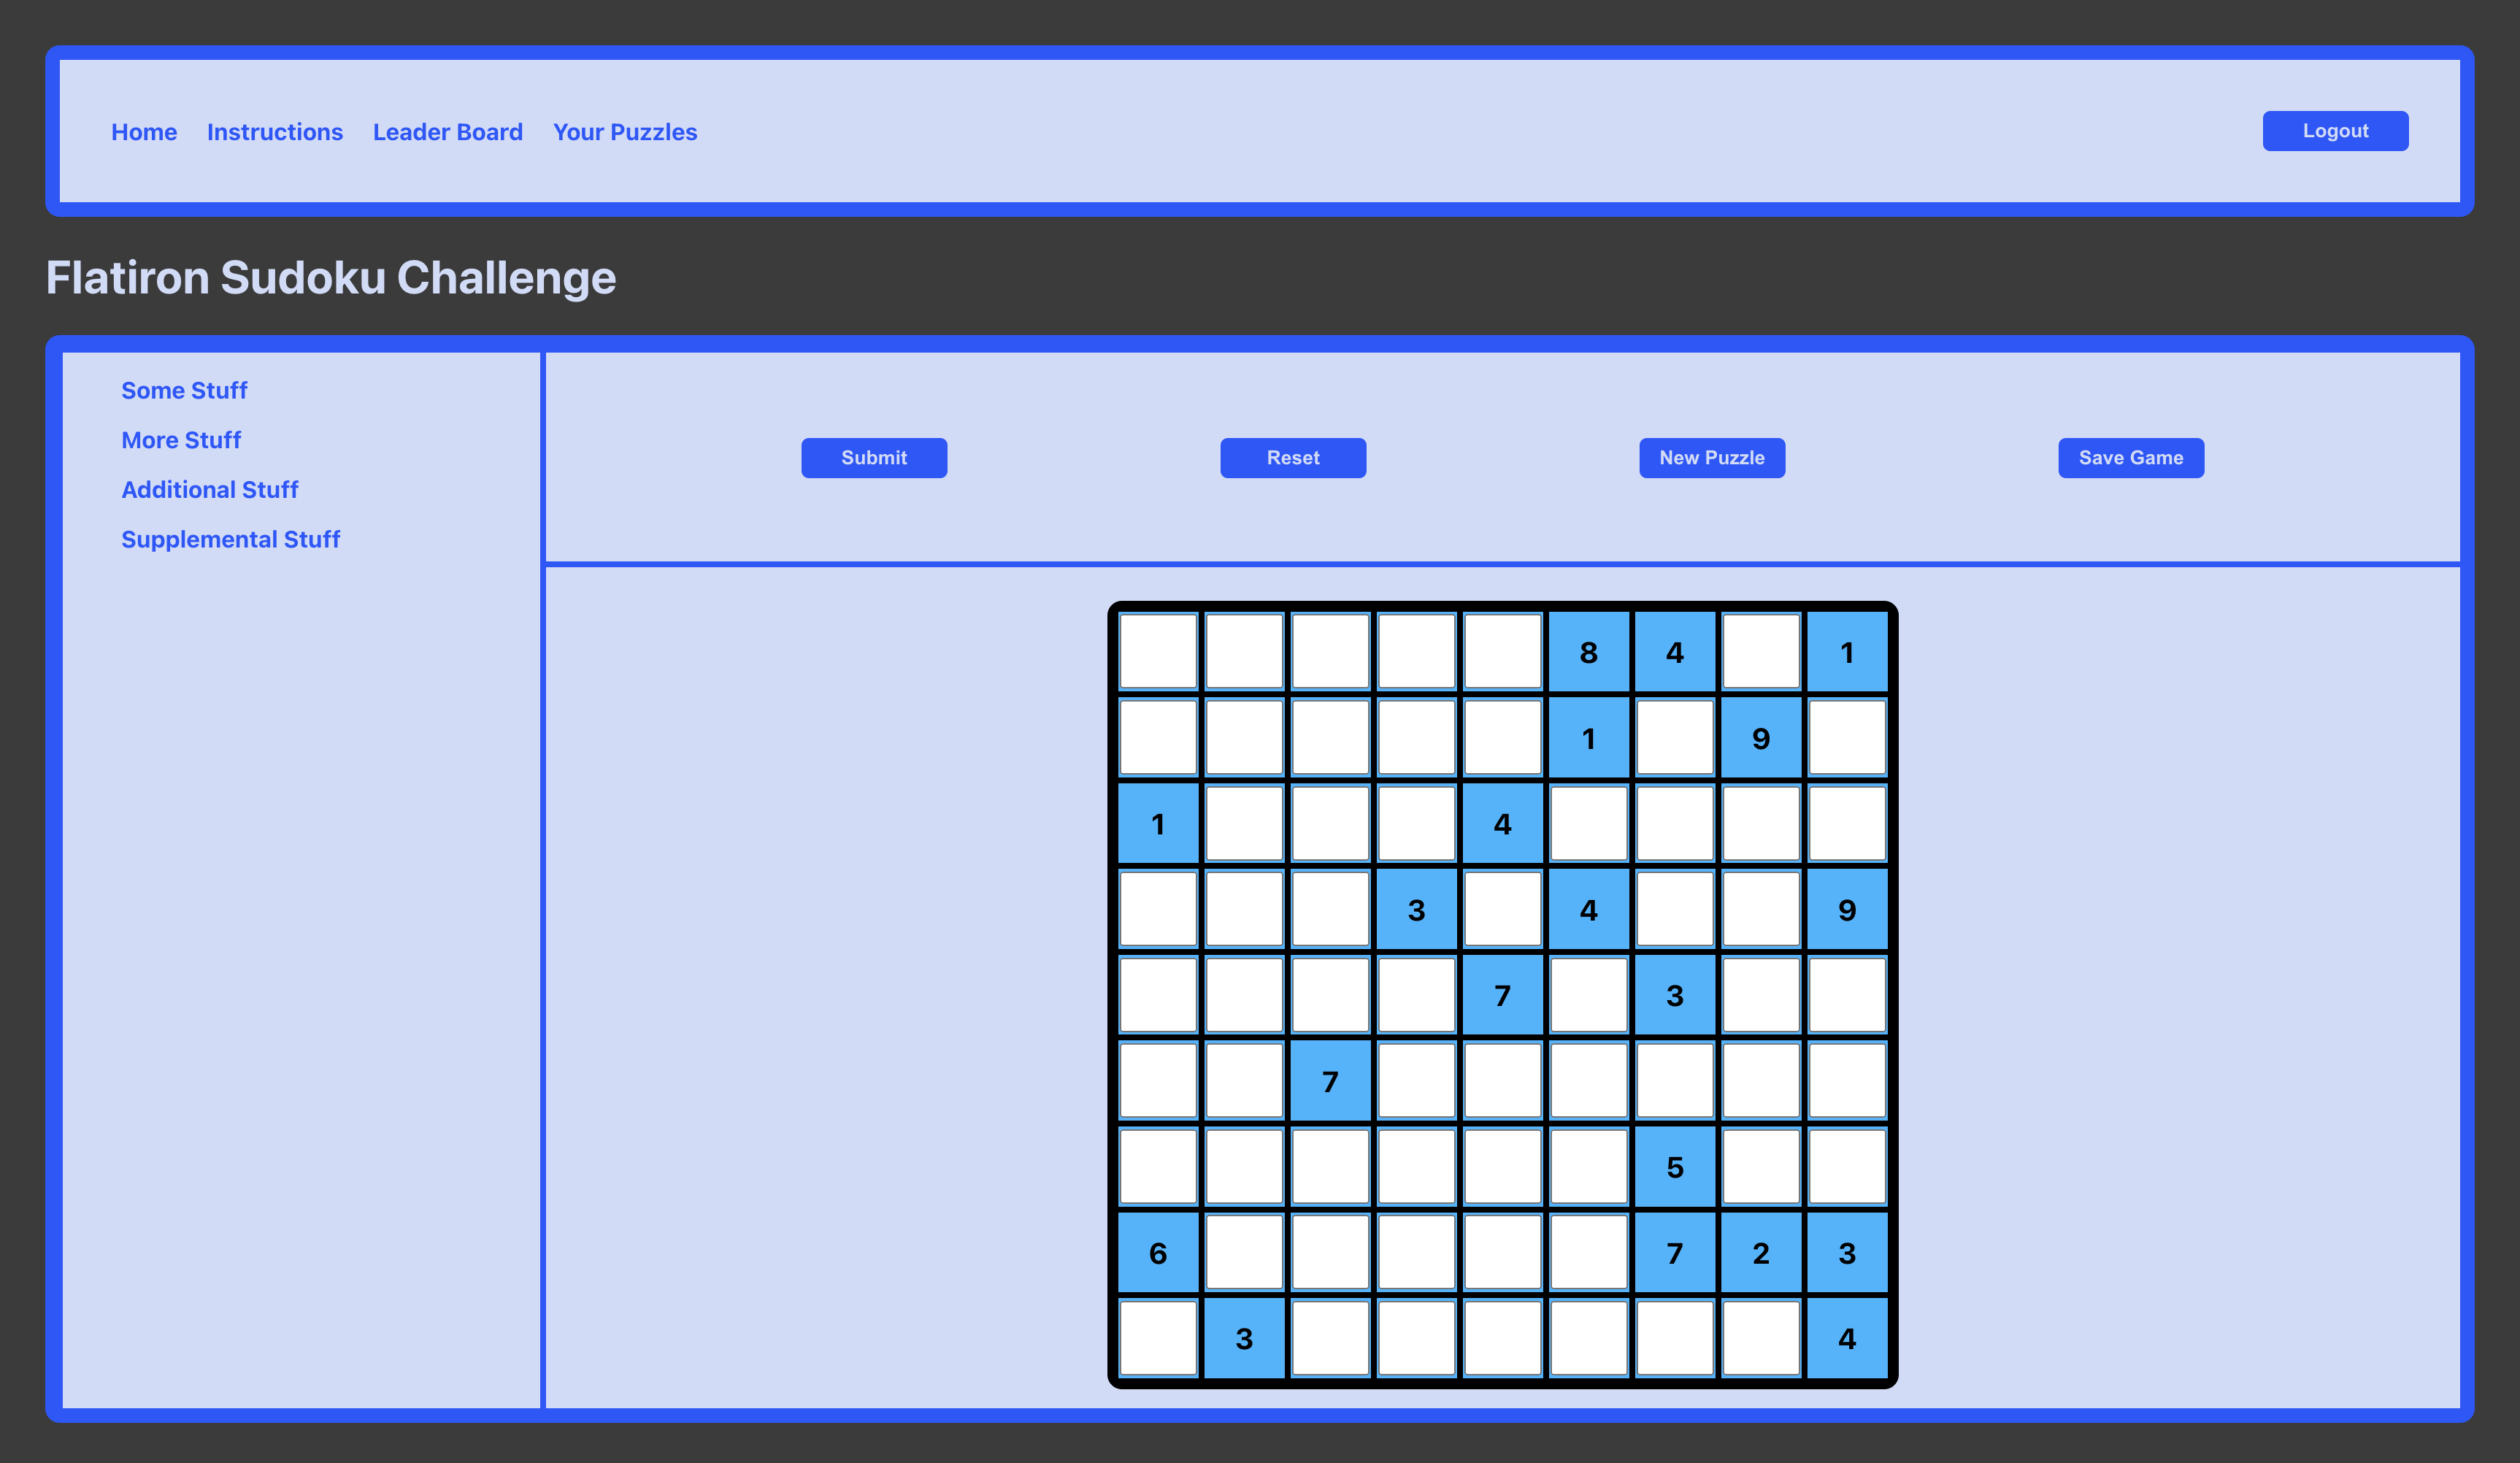 Home Instructions Leader Board Your Puzzles Logout
Flatiron Sudoku Challenge
Some Stuff
More Stuff
Additional Stuff
Supplemental Stuff
Submit Reset New Puzzle Save Game
8 4 1
1 9
1 4
3 4 9
7 3
7
5
6 7 2 3
3 4